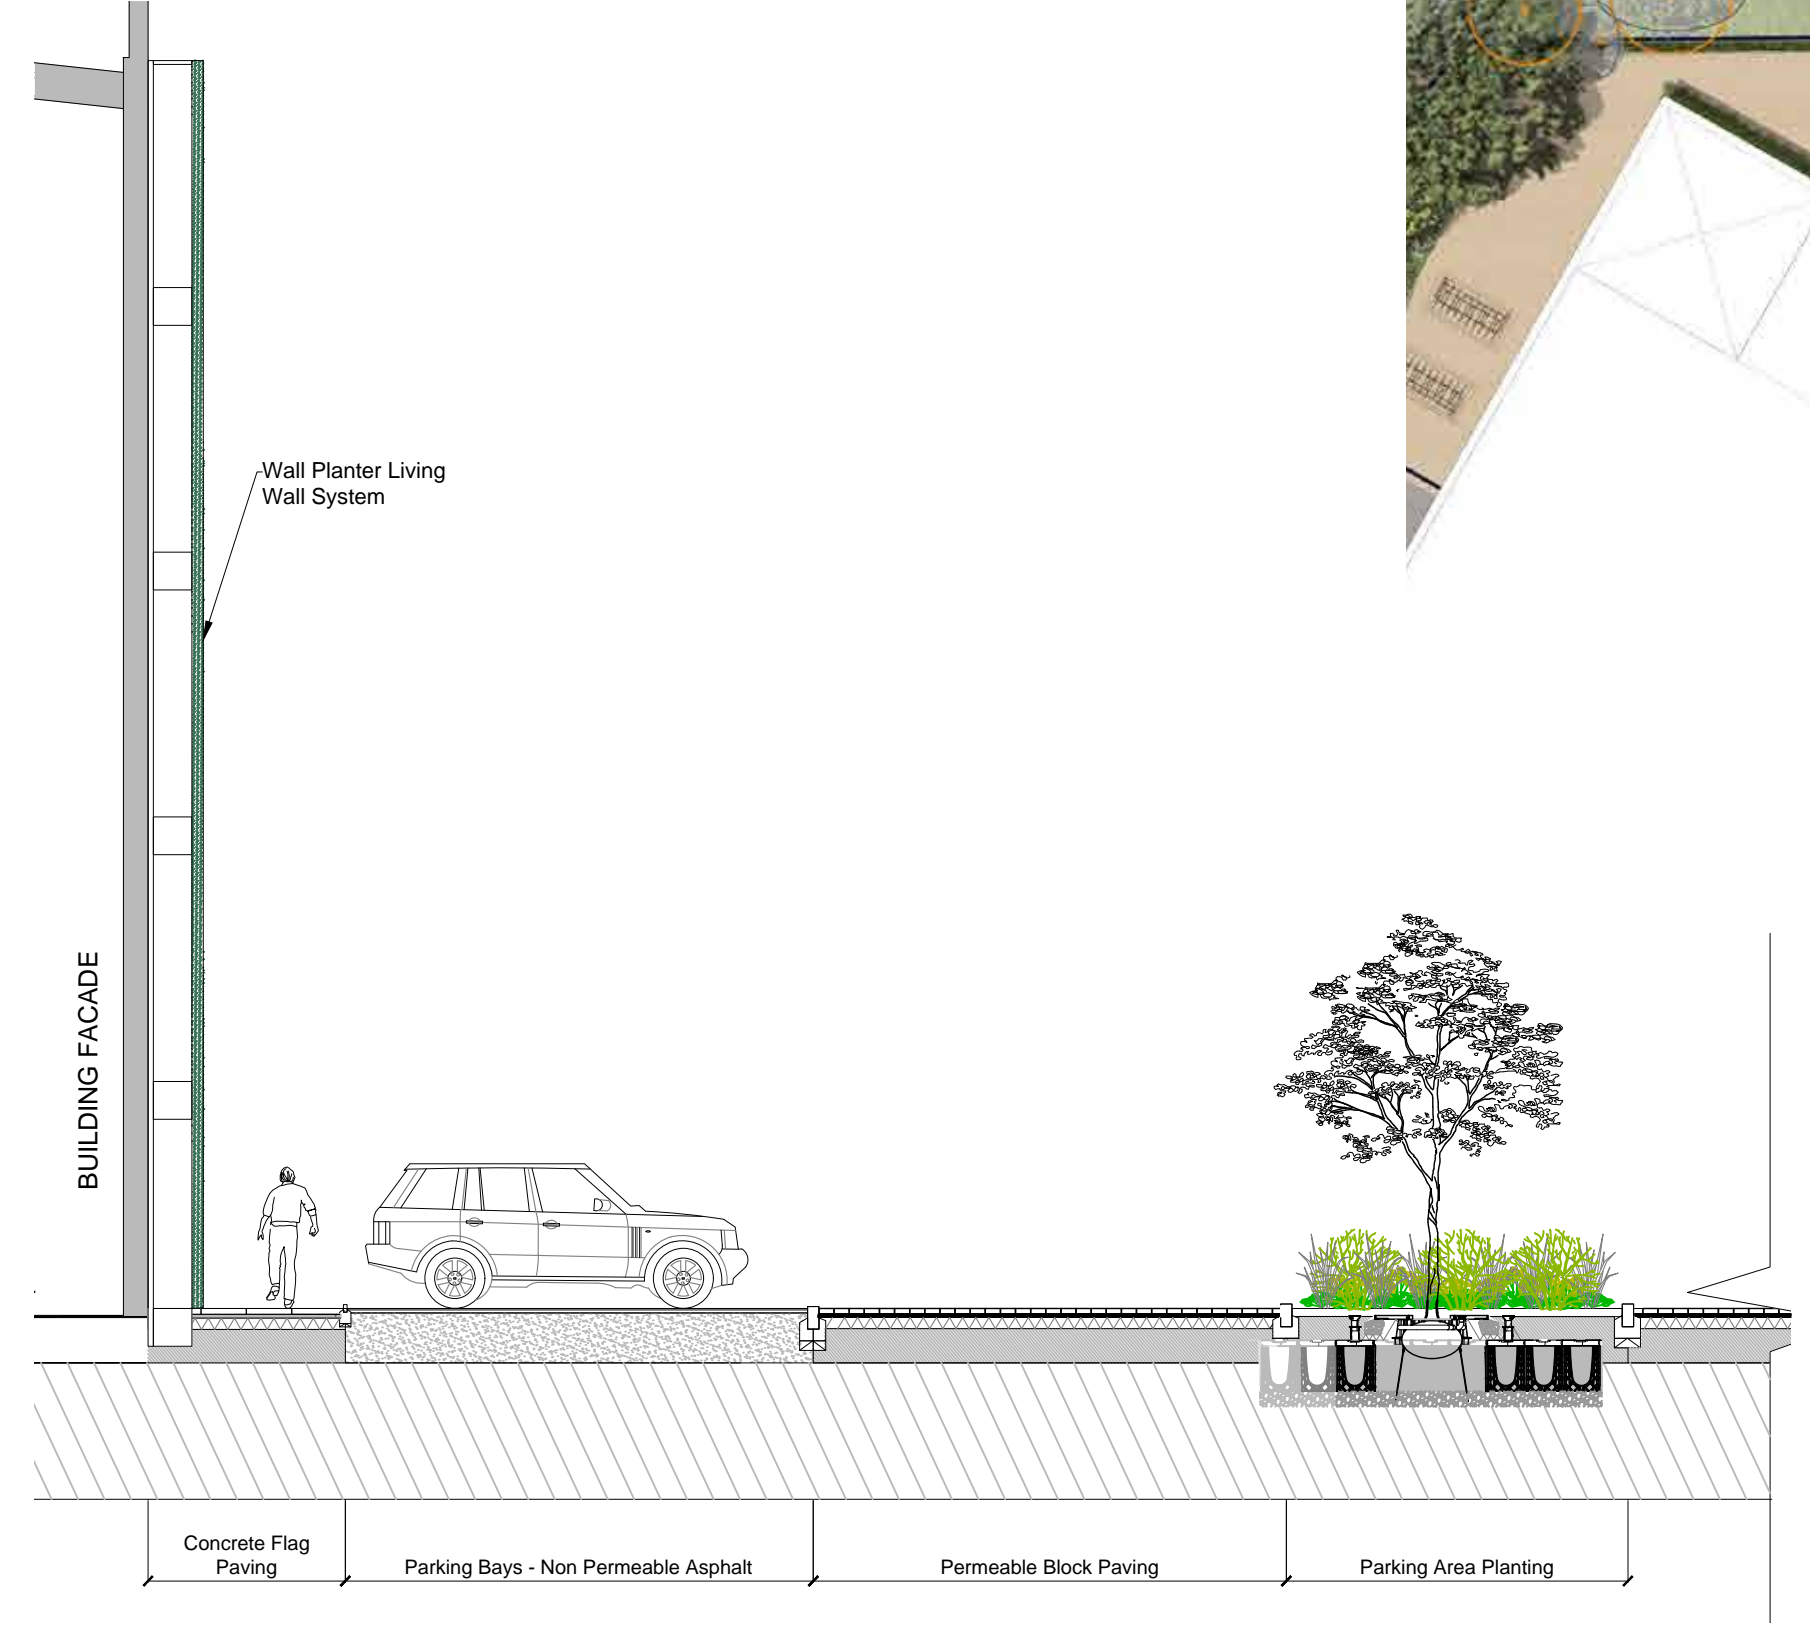 Wall Planter Living
Wall System
BUILDING FACADE
Concrete Flag
Paving
Parking Bays - Non Permeable Asphalt
Permeable Block Paving
Parking Area Planting